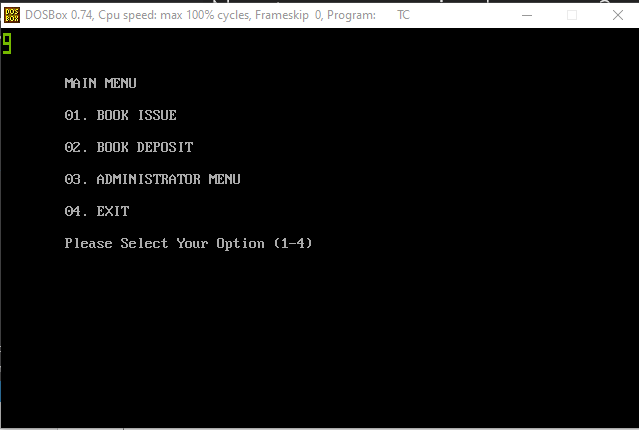 DOSBox 0.74, Cpu speed: max 100% cycles, Frameskip 0, Program: TC
g
MAIN MENU
01. BOOK ISSUE
02. BOOK DEPOSIT
03. ADMINISTRATOR MENU
04. EXIT
Please Select Your Option (1-4)